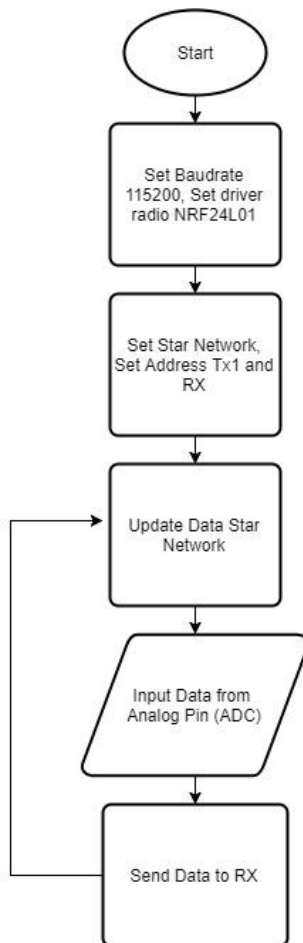 Start
Set Baudrate
115200, Set driver
radio NRF24L01
Set Star Network,
Set Address Tx1 and
RX
Update Data Star
Network
Input Data from
Analog Pin (ADC)
Send Data to RX